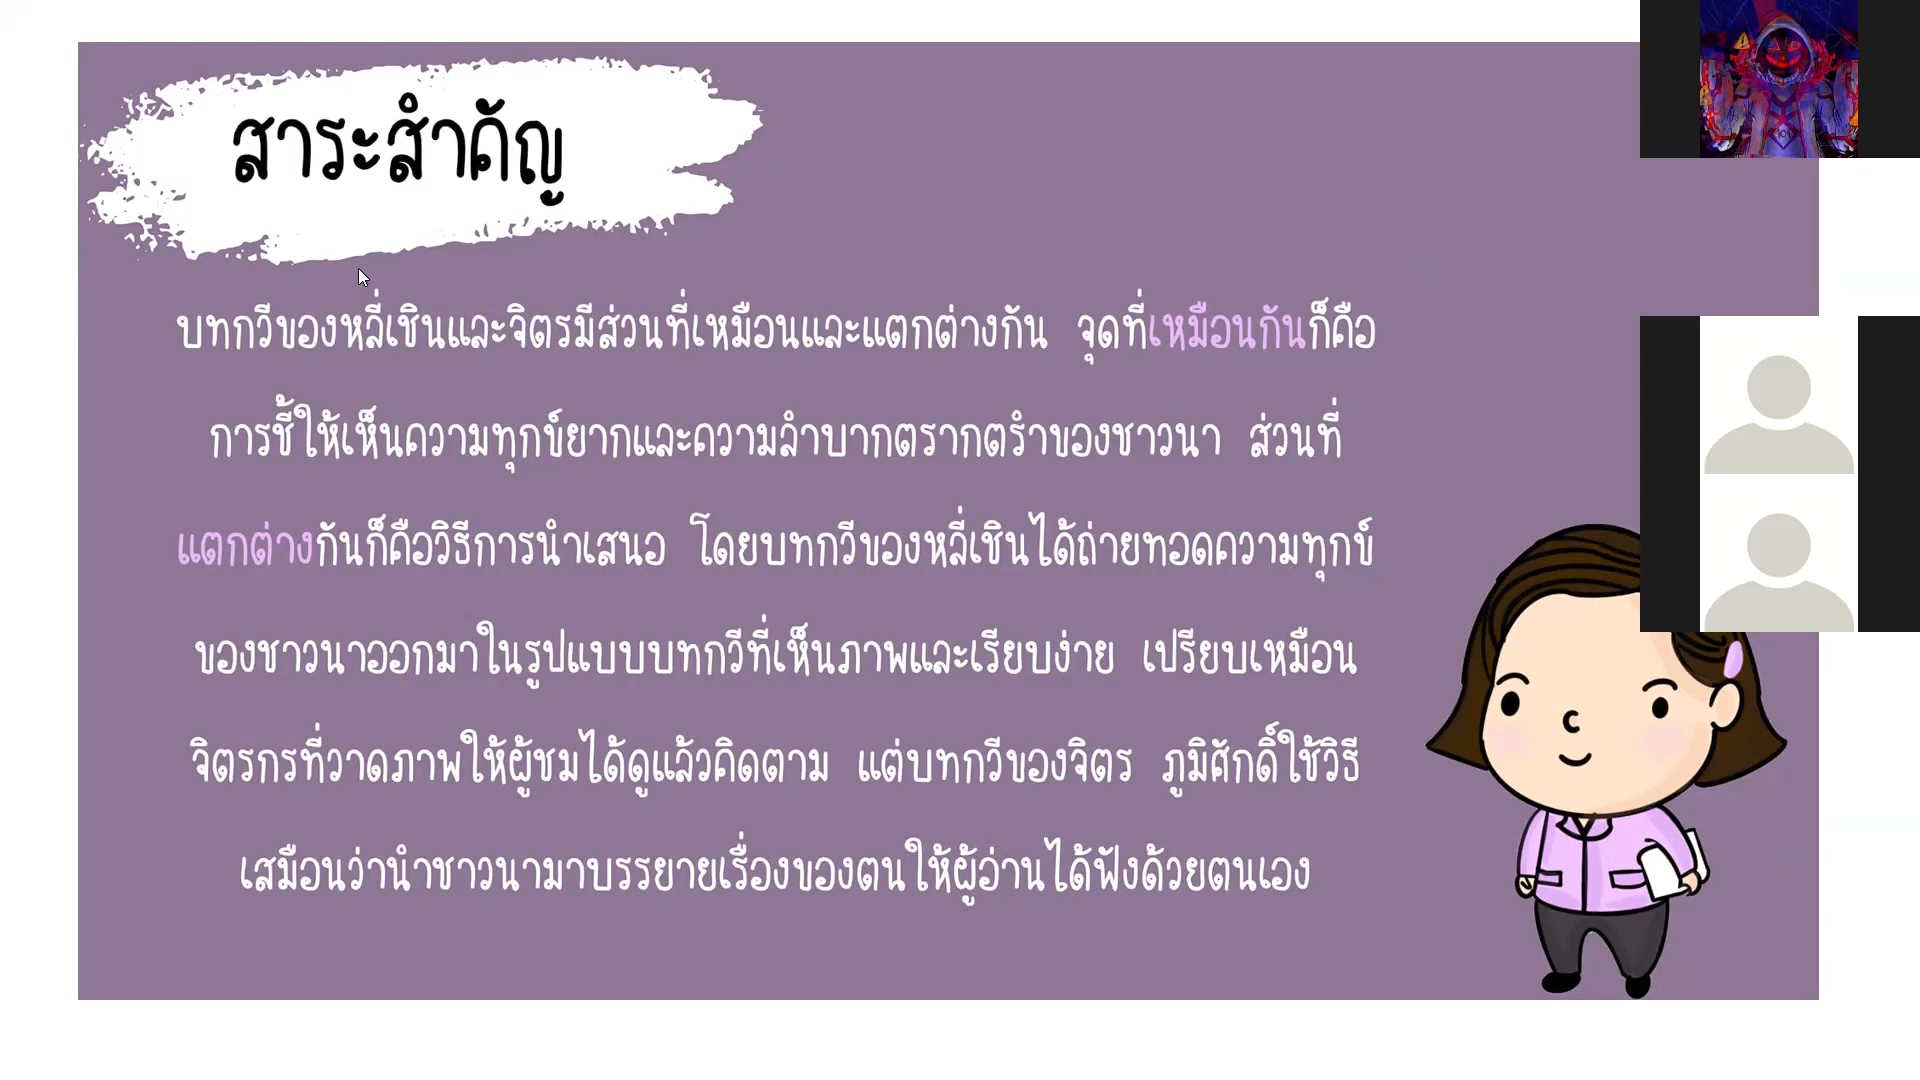 สาระสำคัญ
บทกวีของหลี่เชินและจิตรมีส่วนที่เหมือนและแตกต่างกัน จุดที่เหมือนกันก็คือ
การชี้ให้เห็นความทุกข์ยากและความลำบากตรากตรำของชาวนา ส่วนที่
แตกต่างกันก็คือวิธีการนำเสนอ โดยบทกวีของหลี่เชินได้ถ่ายทอดความทุกข์
ของชาวนาออกมาในรูปแบบบทกวีที่เห็นภาพและเรียบง่าย เปรียบเหมือน
จิตรกรที่วาดภาพให้ผู้ชมได้ดูแล้วคิดตาม แต่บทกวีของจิตร ภูมิศักดิ์ใช้วิธี
เสมือนว่านำชาวนามาบรรยายเรื่องของตนให้ผู้อ่านได้ฟังด้วยตนเอง